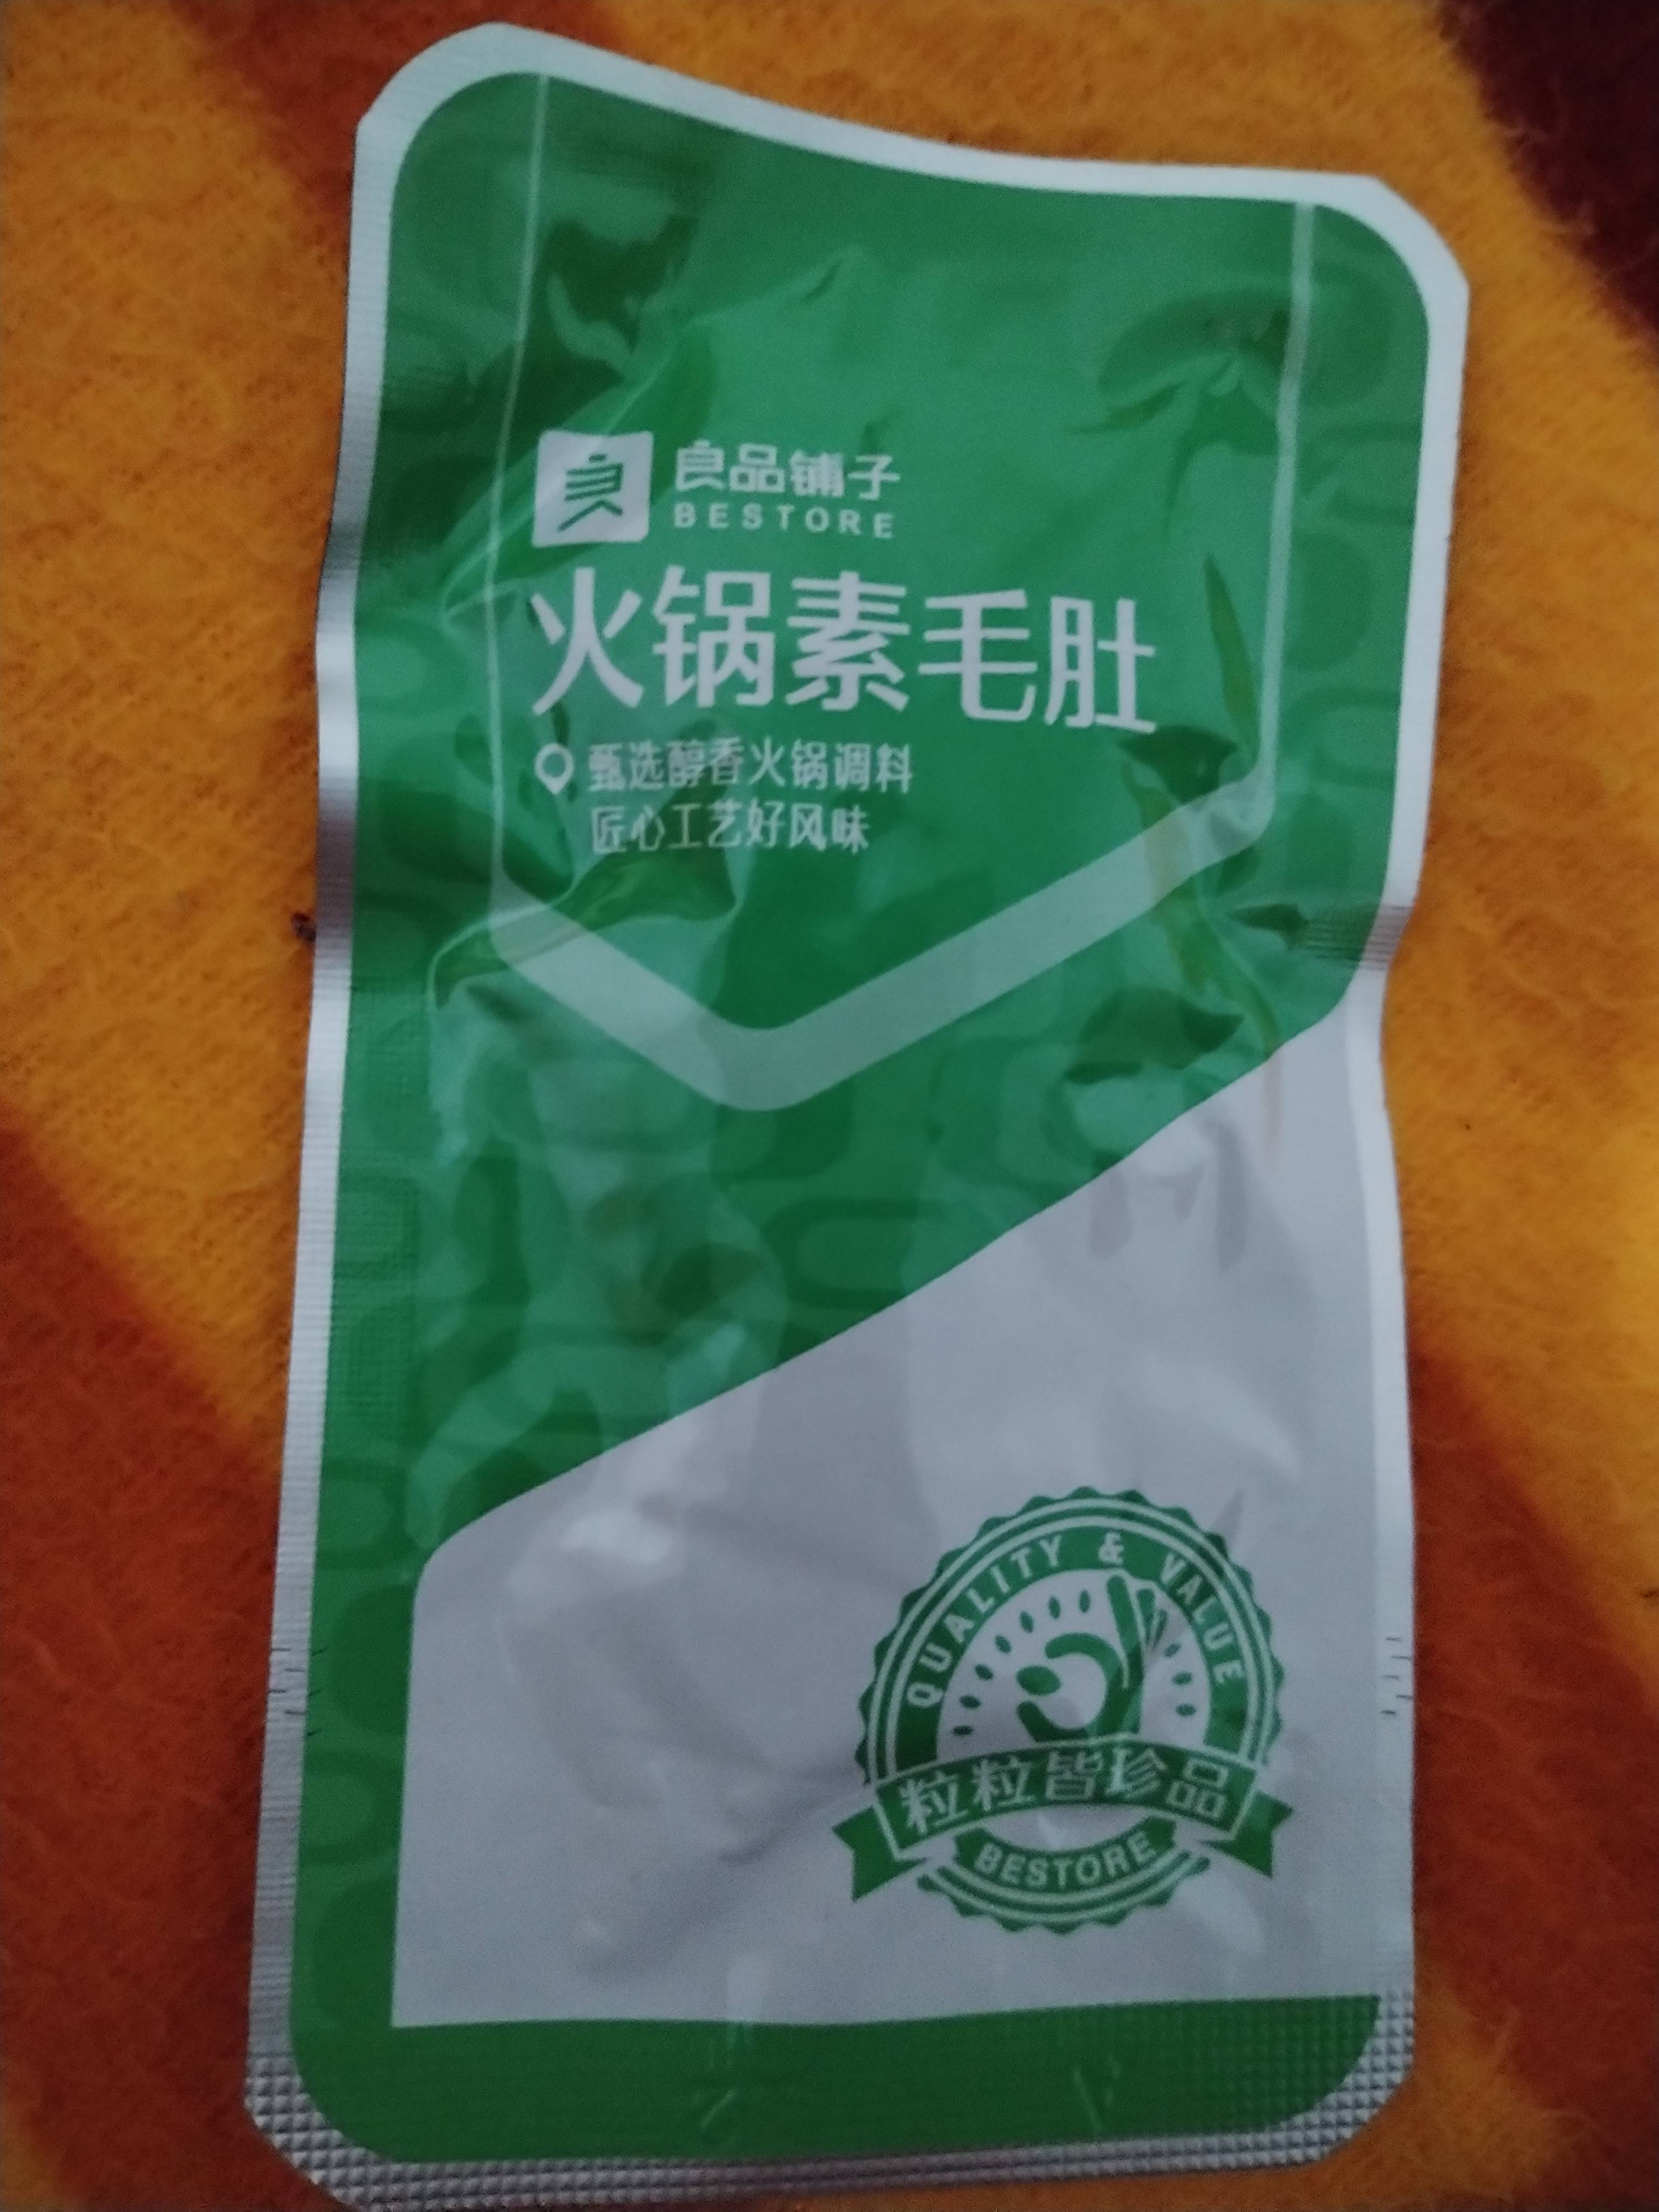 良
良品铺子
BESTORE
火锅素毛肚
甄选醇香火锅调料
匠心工艺好风味
QUALITY & VALUE
粒粒皆珍品
BESTORE